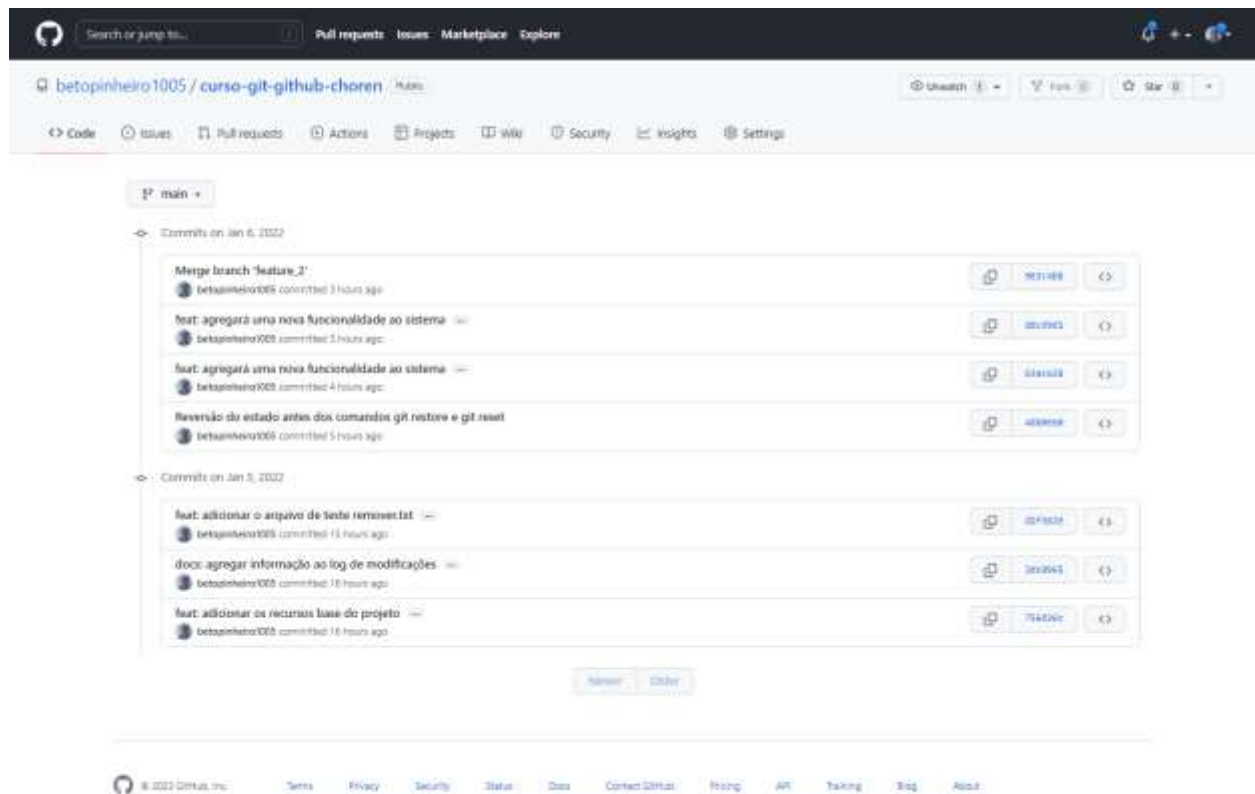 Search or jump to... / Pull requests Issues Marketplace Explore
betopinheiro1005 / curso-git-github-choren Public
Unwatch 1 Fork 0 Star 0
Code Issues Pull requests Actions Projects Wiki Security Insights Settings
main
Commits on Jan 6, 2022
Merge branch 'feature_2'
betopinheiro1005 committed 3 hours ago
feat: agregará uma nova funcionalidade ao sistema
betopinheiro1005 committed 3 hours ago
feat: agregará uma nova funcionalidade ao sistema
betopinheiro1005 committed 4 hours ago
Reversão do estado antes dos comandos git restore e git reset
betopinheiro1005 committed 5 hours ago
Commits on Jan 5, 2022
feat: adicionar o arquivo de teste remover.txt
betopinheiro1005 committed 15 hours ago
docs: agregar informação ao log de modificações
betopinheiro1005 committed 16 hours ago
feat: adicionar os recursos base do projeto
betopinheiro1005 committed 16 hours ago
Newer Older
GitHub, Inc. Terms Privacy Security Status Docs Contact GitHub Pricing API Training Blog About